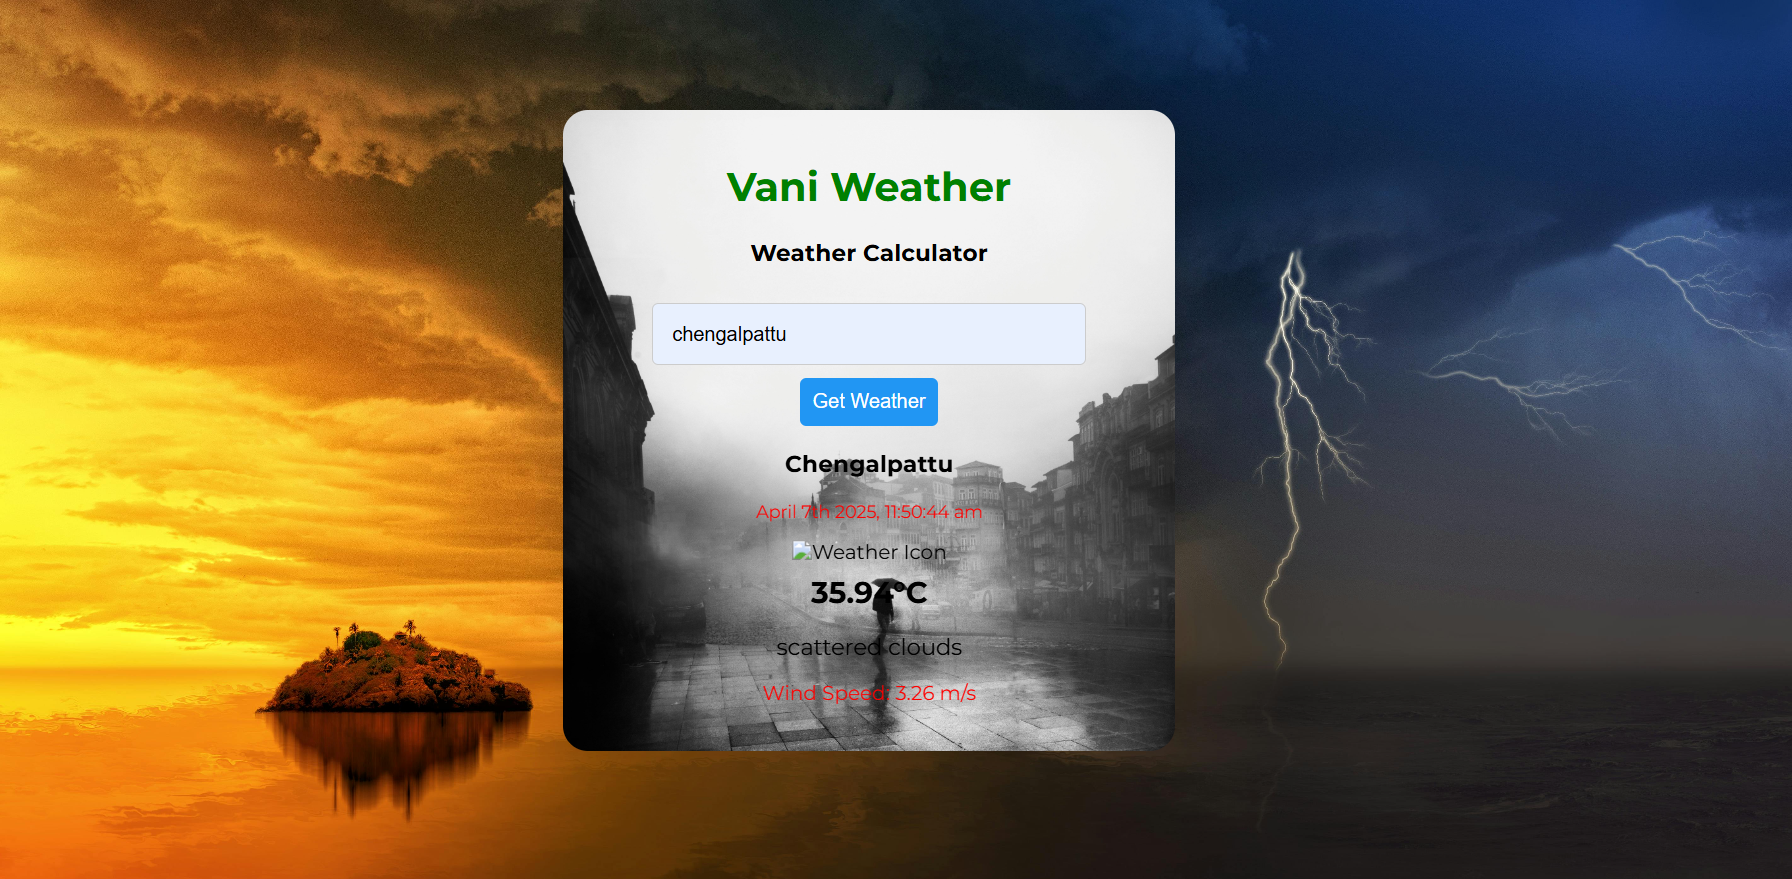 Vani Weather
Weather Calculator
chengalpattu
Get Weather
Chengalpattu
April 7th 2025, 11:50:44 am
Weather Icon
35.94°C
scattered clouds
Wind Speed: 3.26 m/s